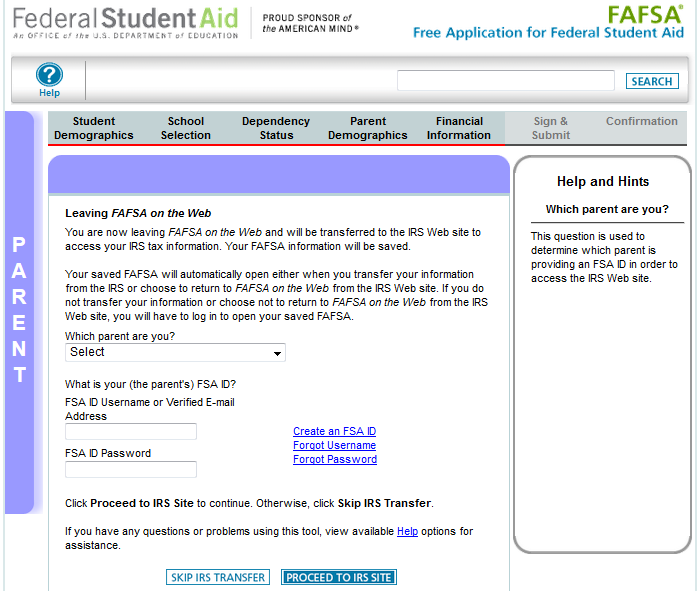 Federal Student Aid
An OFFICE of the U.S. DEPARTMENT of EDUCATION
PROUD SPONSOR of
the AMERICAN MIND®
FAFSA®
Free Application for Federal Student Aid
?
Help
SEARCH
Student
Demographics
School
Selection
Dependency
Status
Parent
Demographics
Financial
Information
Sign &
Submit
Confirmation
PARENT
Leaving FAFSA on the Web
You are now leaving FAFSA on the Web and will be transferred to the IRS Web site to
access your IRS tax information. Your FAFSA information will be saved.
Your saved FAFSA will automatically open either when you transfer your information
from the IRS or choose to return to FAFSA on the Web from the IRS Web site. If you do
not transfer your information or choose not to return to FAFSA on the Web from the IRS
Web site, you will have to log in to open your saved FAFSA.
Which parent are you?
Select
What is your (the parent's) FSA ID?
FSA ID Username or Verified E-mail
Address
FSA ID Password
Create an FSA ID
Forgot Username
Forgot Password
Click Proceed to IRS Site to continue. Otherwise, click Skip IRS Transfer.
If you have any questions or problems using this tool, view available Help options for
assistance.
SKIP IRS TRANSFER
PROCEED TO IRS SITE
Help and Hints
Which parent are you?
This question is used to
determine which parent is
providing an FSA ID in order to
access the IRS Web site.